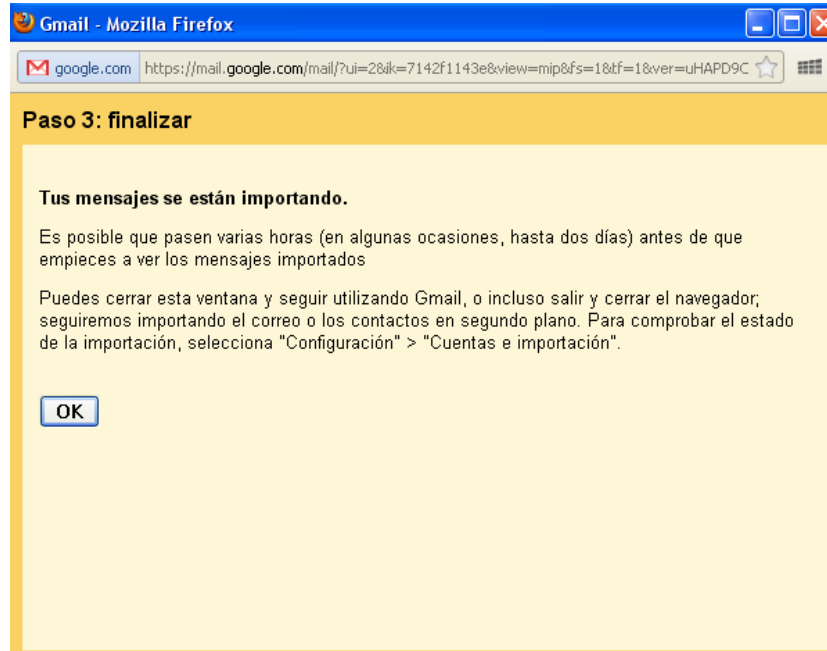 Gmail - Mozilla Firefox
google.com https://mail.google.com/mail/?ui=2&ik=7142f1143e&view=mip&fs=1&tf=1&ver=uHAPD9C
Paso 3: finalizar
Tus mensajes se están importando.
Es posible que pasen varias horas (en algunas ocasiones, hasta dos días) antes de que
empieces a ver los mensajes importados
Puedes cerrar esta ventana y seguir utilizando Gmail, o incluso salir y cerrar el navegador;
seguiremos importando el correo o los contactos en segundo plano. Para comprobar el estado
de la importación, selecciona "Configuración" > "Cuentas e importación".
OK